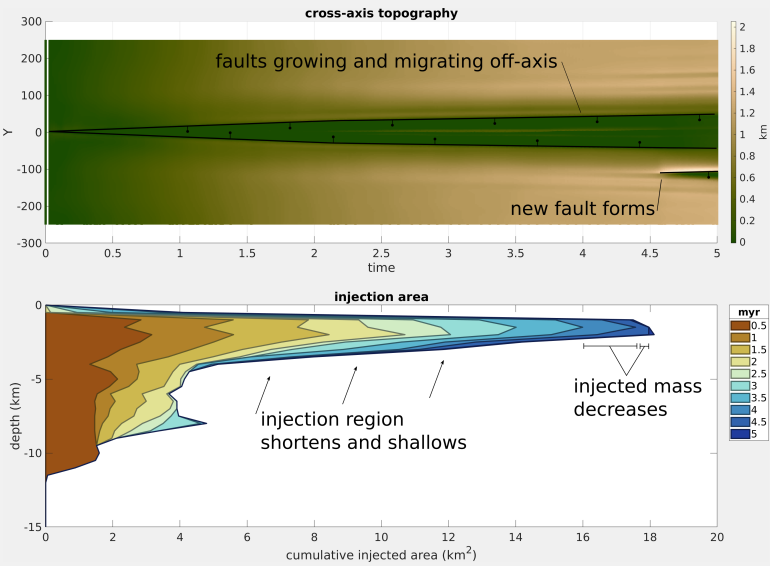 cross-axis topography
300
200
100
0
-100
-200
-300
Y
faults growing and migrating off-axis
new fault forms
0 0.5 1 1.5 2 2.5 3 3.5 4 4.5 5
time
2
1.8
1.6
1.4
1.2
1
0.8
0.6
0.4
0.2
0
km
injection area
0
-5
-10
-15
depth (km)
injection region
shortens and shallows
injected mass
decreases
0 2 4 6 8 10 12 14 16 18 20
cumulative injected area (km²)
myr
0.5
1
1.5
2
2.5
3
3.5
4
4.5
5